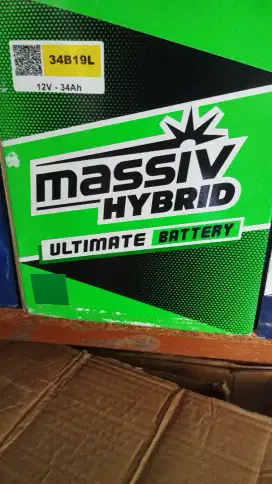 34B19L
12V - 34Ah
massiv
HYBRID
ULTIMATE BATTERY